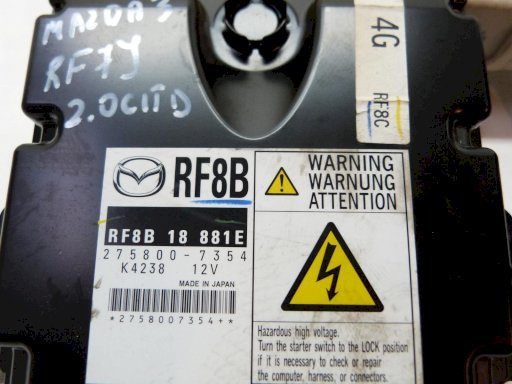 MAZDA 3
RF7J
2.0CITD
4G
RF8C
RF8B
RF8B 18 881E
275800-7354
K4238 12V
MADE IN JAPAN
*2758007354+*
WARNING
WARNUNG
ATTENTION
Hazardous high voltage.
Turn the starter switch to the LOCK position
if it is necessary to check or repair
the computer, harness, or connectors.